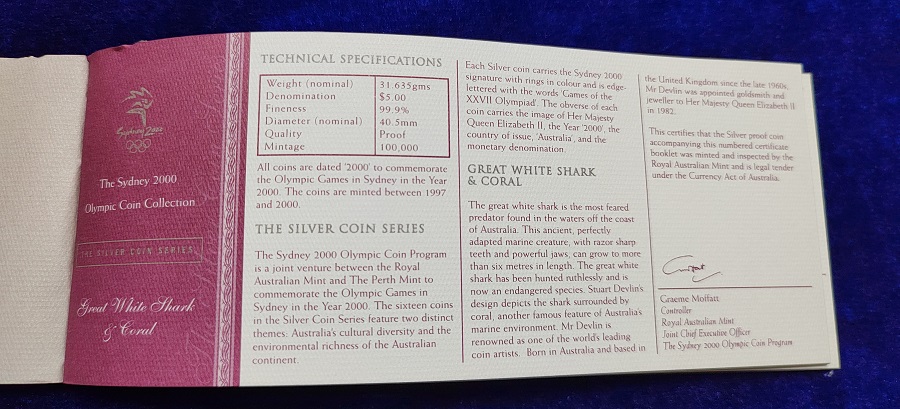 Sydney 2000
The Sydney 2000
Olympic Coin Collection
THE SILVER COIN SERIES
Great White Shark
& Coral
TECHNICAL SPECIFICATIONS
Weight (nominal) 31.635gms
Denomination $5.00
Fineness 99.9%
Diameter (nominal) 40.5mm
Quality Proof
Mintage 100,000
All coins are dated '2000' to commemorate
the Olympic Games in Sydney in the Year
2000. The coins are minted between 1997
and 2000.
THE SILVER COIN SERIES
The Sydney 2000 Olympic Coin Program
is a joint venture between the Royal
Australian Mint and The Perth Mint to
commemorate the Olympic Games in
Sydney in the Year 2000. The sixteen coins
in the Silver Coin Series feature two distinct
themes: Australia's cultural diversity and the
environmental richness of the Australian
continent.
Each Silver coin carries the Sydney 2000
signature with rings in colour and is edge-
lettered with the words 'Games of the
XXVII Olympiad'. The obverse of each
coin carries the image of Her Majesty
Queen Elizabeth II, the Year '2000', the
country of issue, 'Australia', and the
monetary denomination.
GREAT WHITE SHARK
& CORAL
The great white shark is the most feared
predator found in the waters off the coast
of Australia. This ancient, perfectly
adapted marine creature, with razor sharp
teeth and powerful jaws, can grow to more
than six metres in length. The great white
shark has been hunted ruthlessly and is
now an endangered species. Stuart Devlin's
design depicts the shark surrounded by
coral, another famous feature of Australia's
marine environment. Mr Devlin is
renowned as one of the world's leading
coin artists. Born in Australia and based in
the United Kingdom since the late 1960s,
Mr Devlin was appointed goldsmith and
jeweller to Her Majesty Queen Elizabeth II
in 1982.
This certifies that the Silver proof coin
accompanying this numbered certificate
booklet was minted and inspected by the
Royal Australian Mint and is legal tender
under the Currency Act of Australia.
Graeme Moffatt
Controller
Royal Australian Mint
Joint Chief Executive Officer
The Sydney 2000 Olympic Coin Program